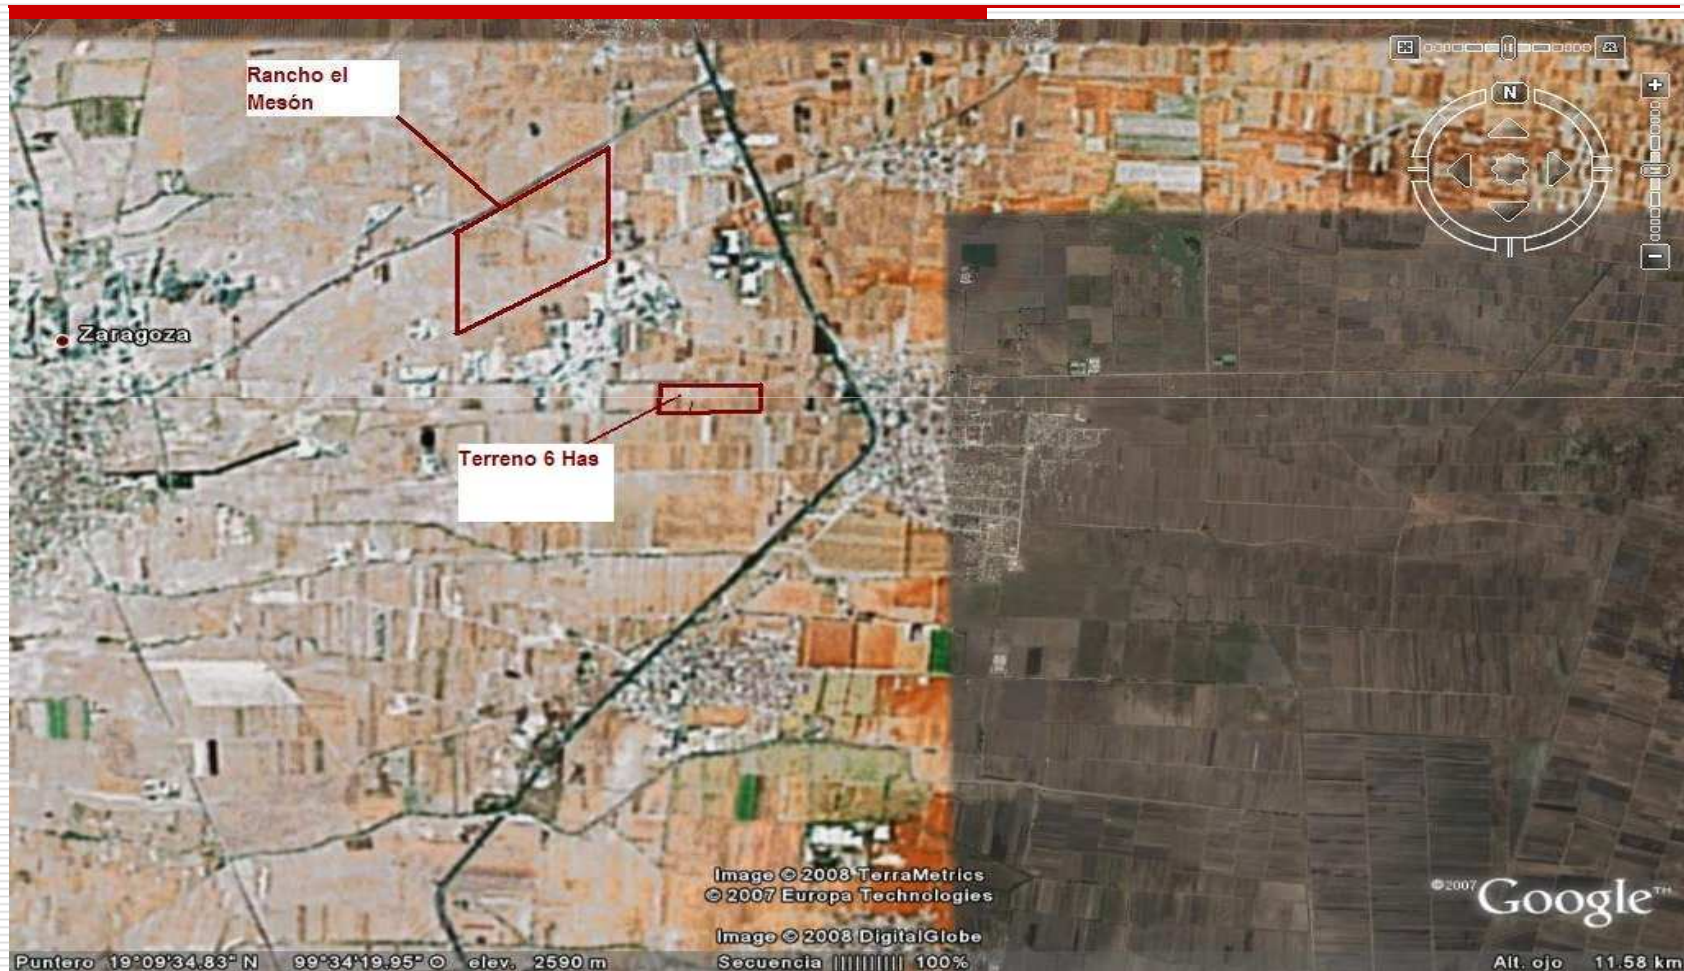 Rancho el
Mesón
N
Zaragoza
Terreno 6 Has
Image © 2008 TerraMetrics
© 2007 Europa Technologies
©2007 Google™
Image © 2008 DigitalGlobe
Puntero 19°09'34.83" N 99°34'19.95" O elev. 2590 m Secuencia |||||||||| 100% Alt. ojo 11.58 km